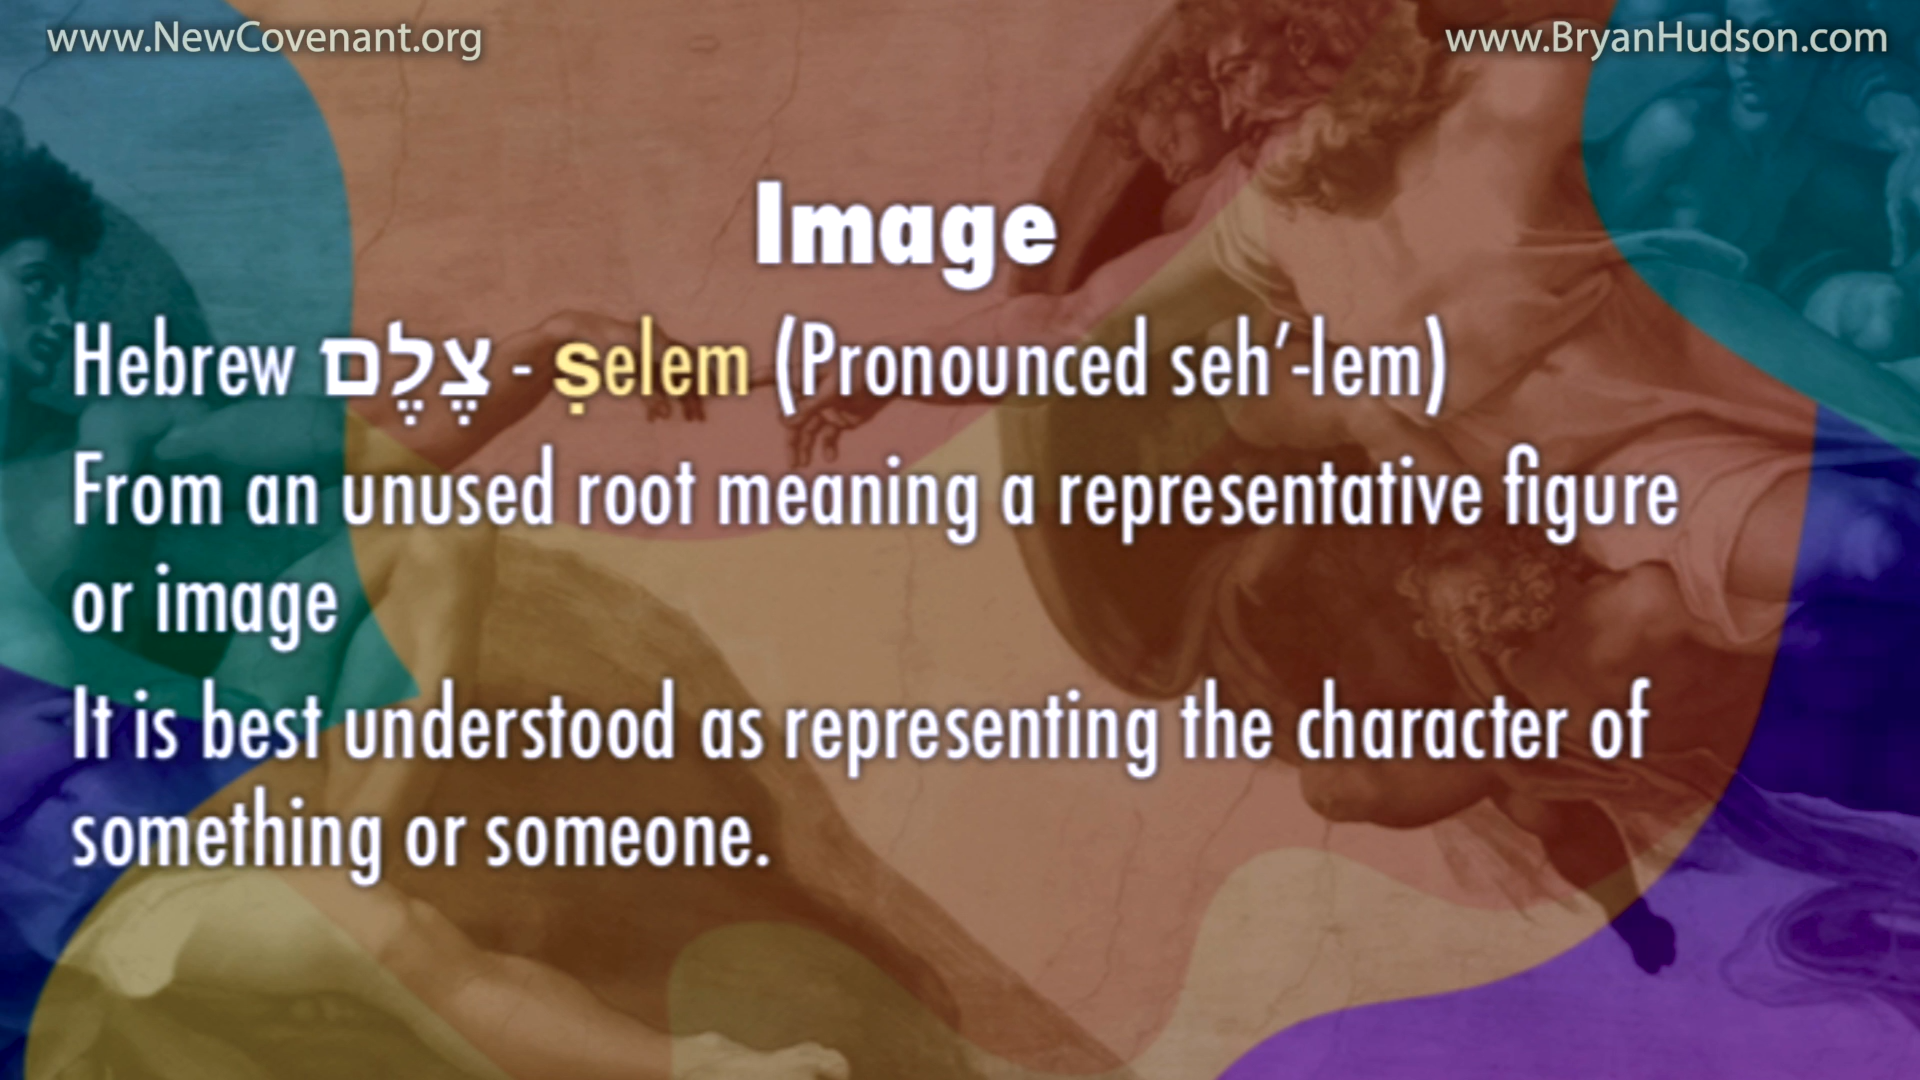 www.NewCovenant.org
www.BryanHudson.com
Image
Hebrew צֶלֶם - ṣelem (Pronounced seh’-lem)
From an unused root meaning a representative figure
or image
It is best understood as representing the character of
something or someone.